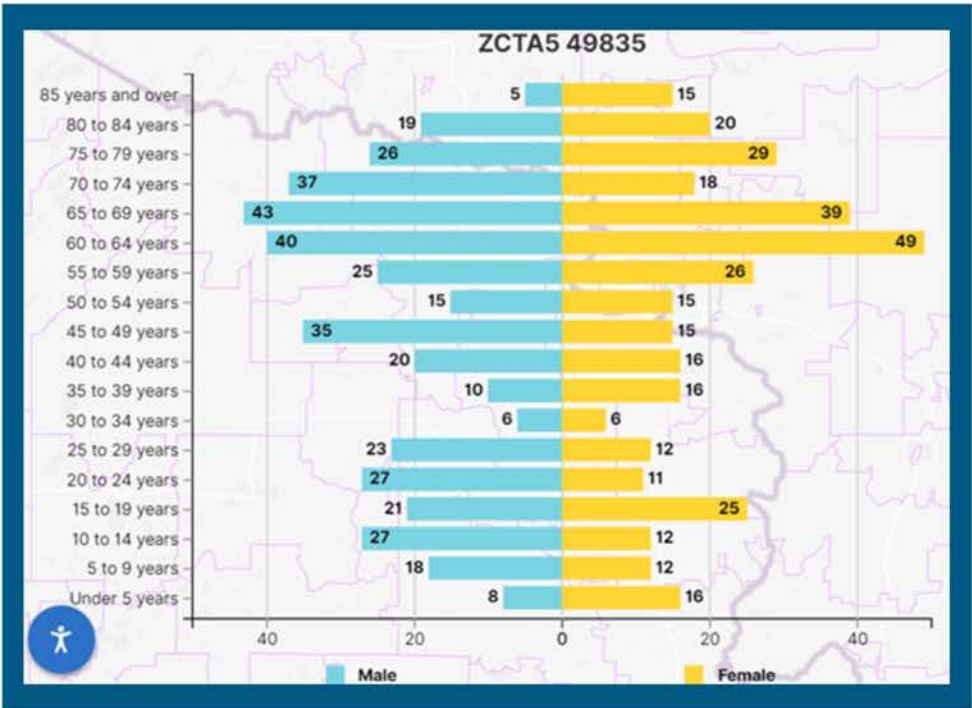 ZCTA5 49835
85 years and over 5 15
80 to 84 years 19 20
75 to 79 years 26 29
70 to 74 years 37 18
65 to 69 years 43 39
60 to 64 years 40 49
55 to 59 years 25 26
50 to 54 years 15 15
45 to 49 years 35 15
40 to 44 years 20 16
35 to 39 years 10 16
30 to 34 years 6 6
25 to 29 years 23 12
20 to 24 years 27 11
15 to 19 years 21 25
10 to 14 years 27 12
5 to 9 years 18 12
Under 5 years 8 16
40 20 0 20 40
Male Female